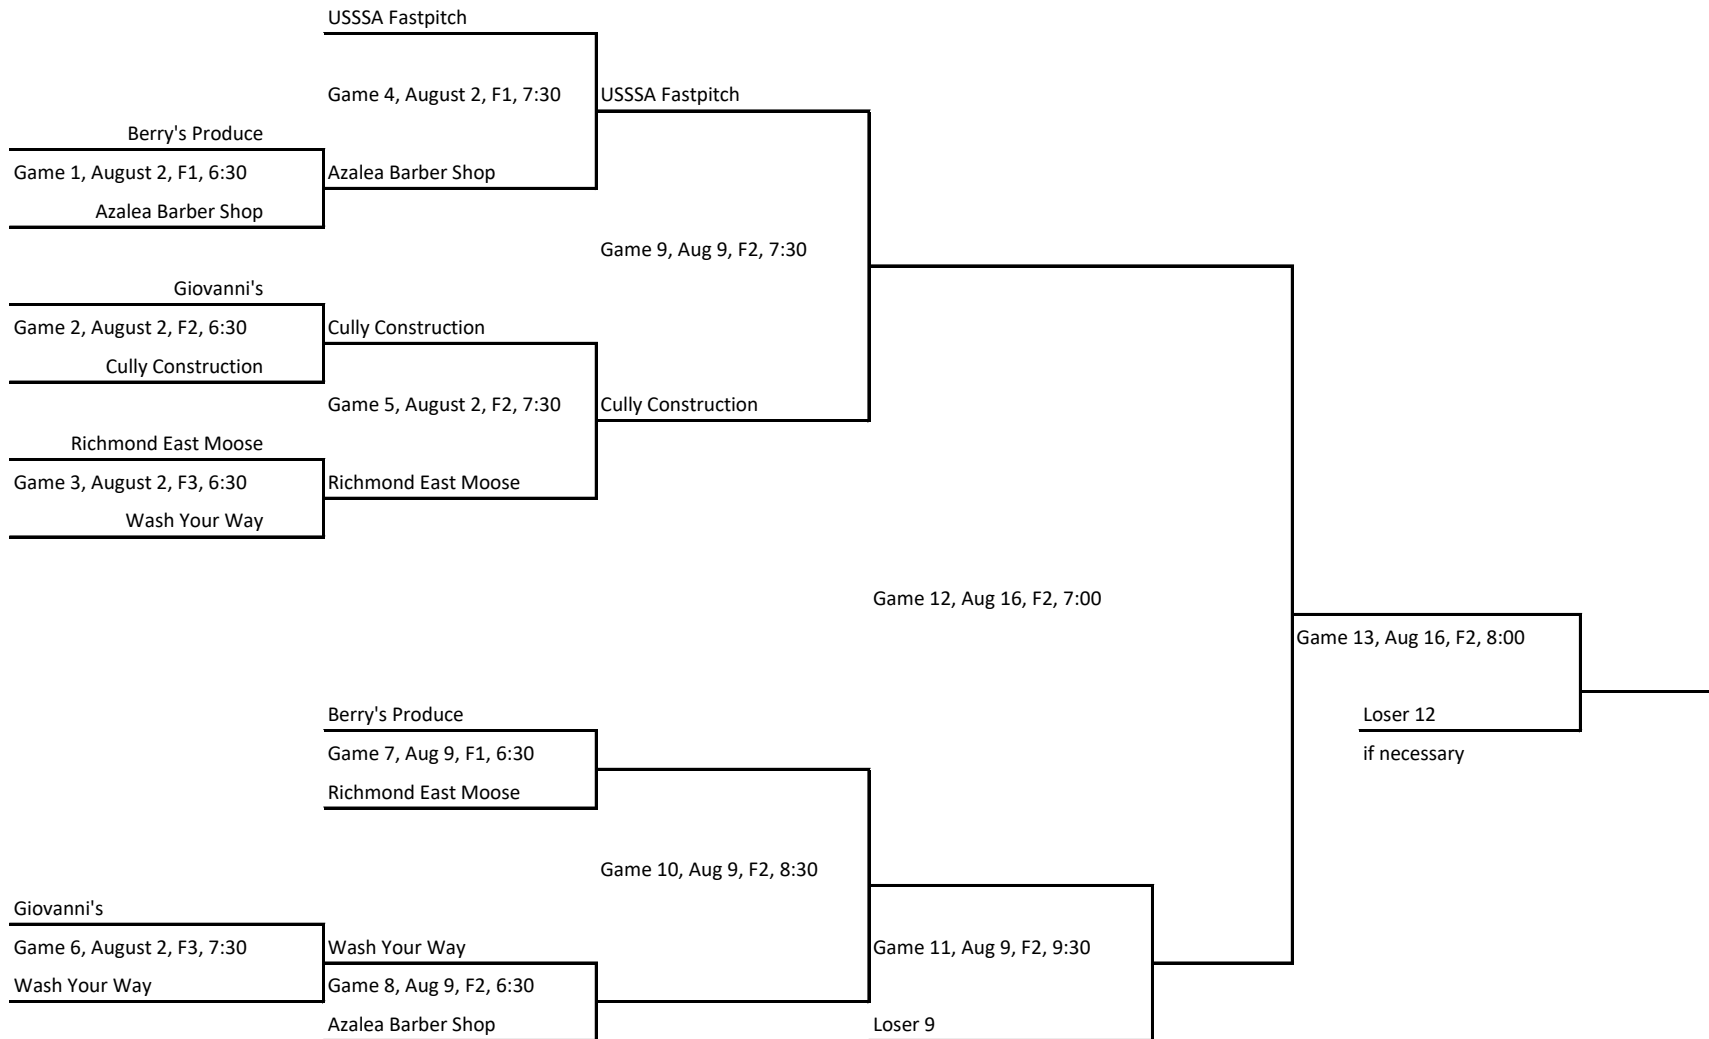 USSSA Fastpitch
Game 4, August 2, F1, 7:30
USSSA Fastpitch
Berry's Produce
Game 1, August 2, F1, 6:30
Azalea Barber Shop
Azalea Barber Shop
Game 9, Aug 9, F2, 7:30
Giovanni's
Game 2, August 2, F2, 6:30
Cully Construction
Cully Construction
Game 5, August 2, F2, 7:30
Cully Construction
Richmond East Moose
Game 3, August 2, F3, 6:30
Richmond East Moose
Wash Your Way
Game 12, Aug 16, F2, 7:00
Game 13, Aug 16, F2, 8:00
Berry's Produce
Loser 12
Game 7, Aug 9, F1, 6:30
if necessary
Richmond East Moose
Game 10, Aug 9, F2, 8:30
Giovanni's
Game 6, August 2, F3, 7:30
Wash Your Way
Game 11, Aug 9, F2, 9:30
Wash Your Way
Game 8, Aug 9, F2, 6:30
Azalea Barber Shop
Loser 9